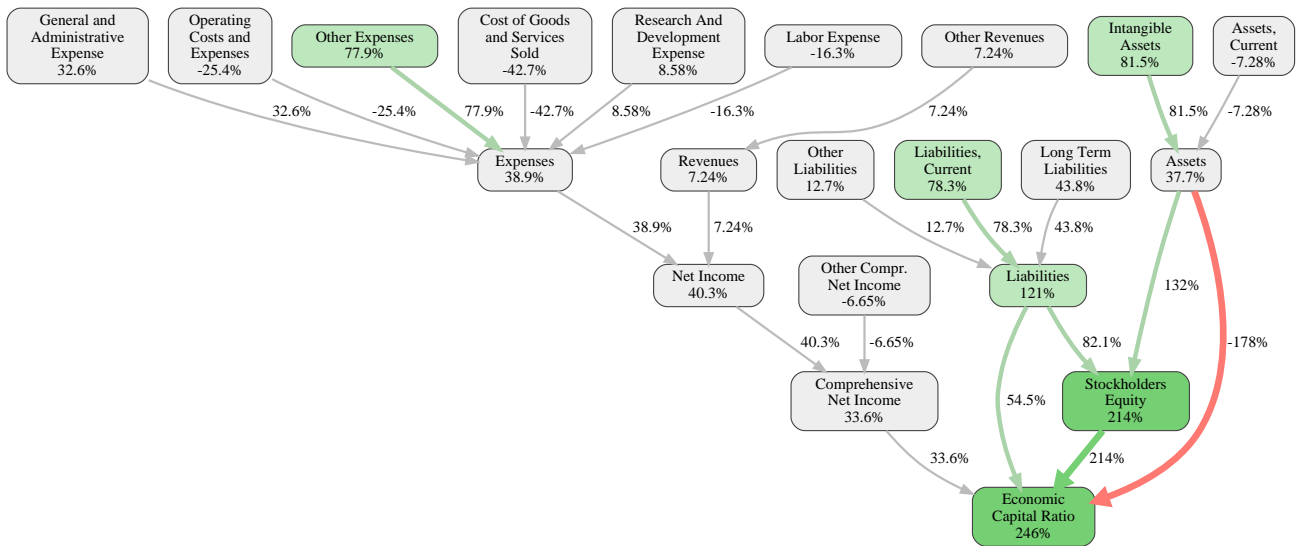 General and
Administrative
Expense
32.6%
Operating
Costs and
Expenses
-25.4%
Other Expenses
77.9%
Cost of Goods
and Services
Sold
-42.7%
Research And
Development
Expense
8.58%
Labor Expense
-16.3%
Other Revenues
7.24%
Intangible
Assets
81.5%
Assets,
Current
-7.28%
32.6%
-25.4%
77.9%
-42.7%
8.58%
-16.3%
7.24%
81.5%
-7.28%
Expenses
38.9%
Revenues
7.24%
Other
Liabilities
12.7%
Liabilities,
Current
78.3%
Long Term
Liabilities
43.8%
Assets
37.7%
38.9%
7.24%
12.7%
78.3%
43.8%
Net Income
40.3%
Other Compr.
Net Income
-6.65%
Liabilities
121%
132%
40.3%
-6.65%
82.1%
-178%
Comprehensive
Net Income
33.6%
54.5%
Stockholders
Equity
214%
33.6%
214%
Economic
Capital Ratio
246%